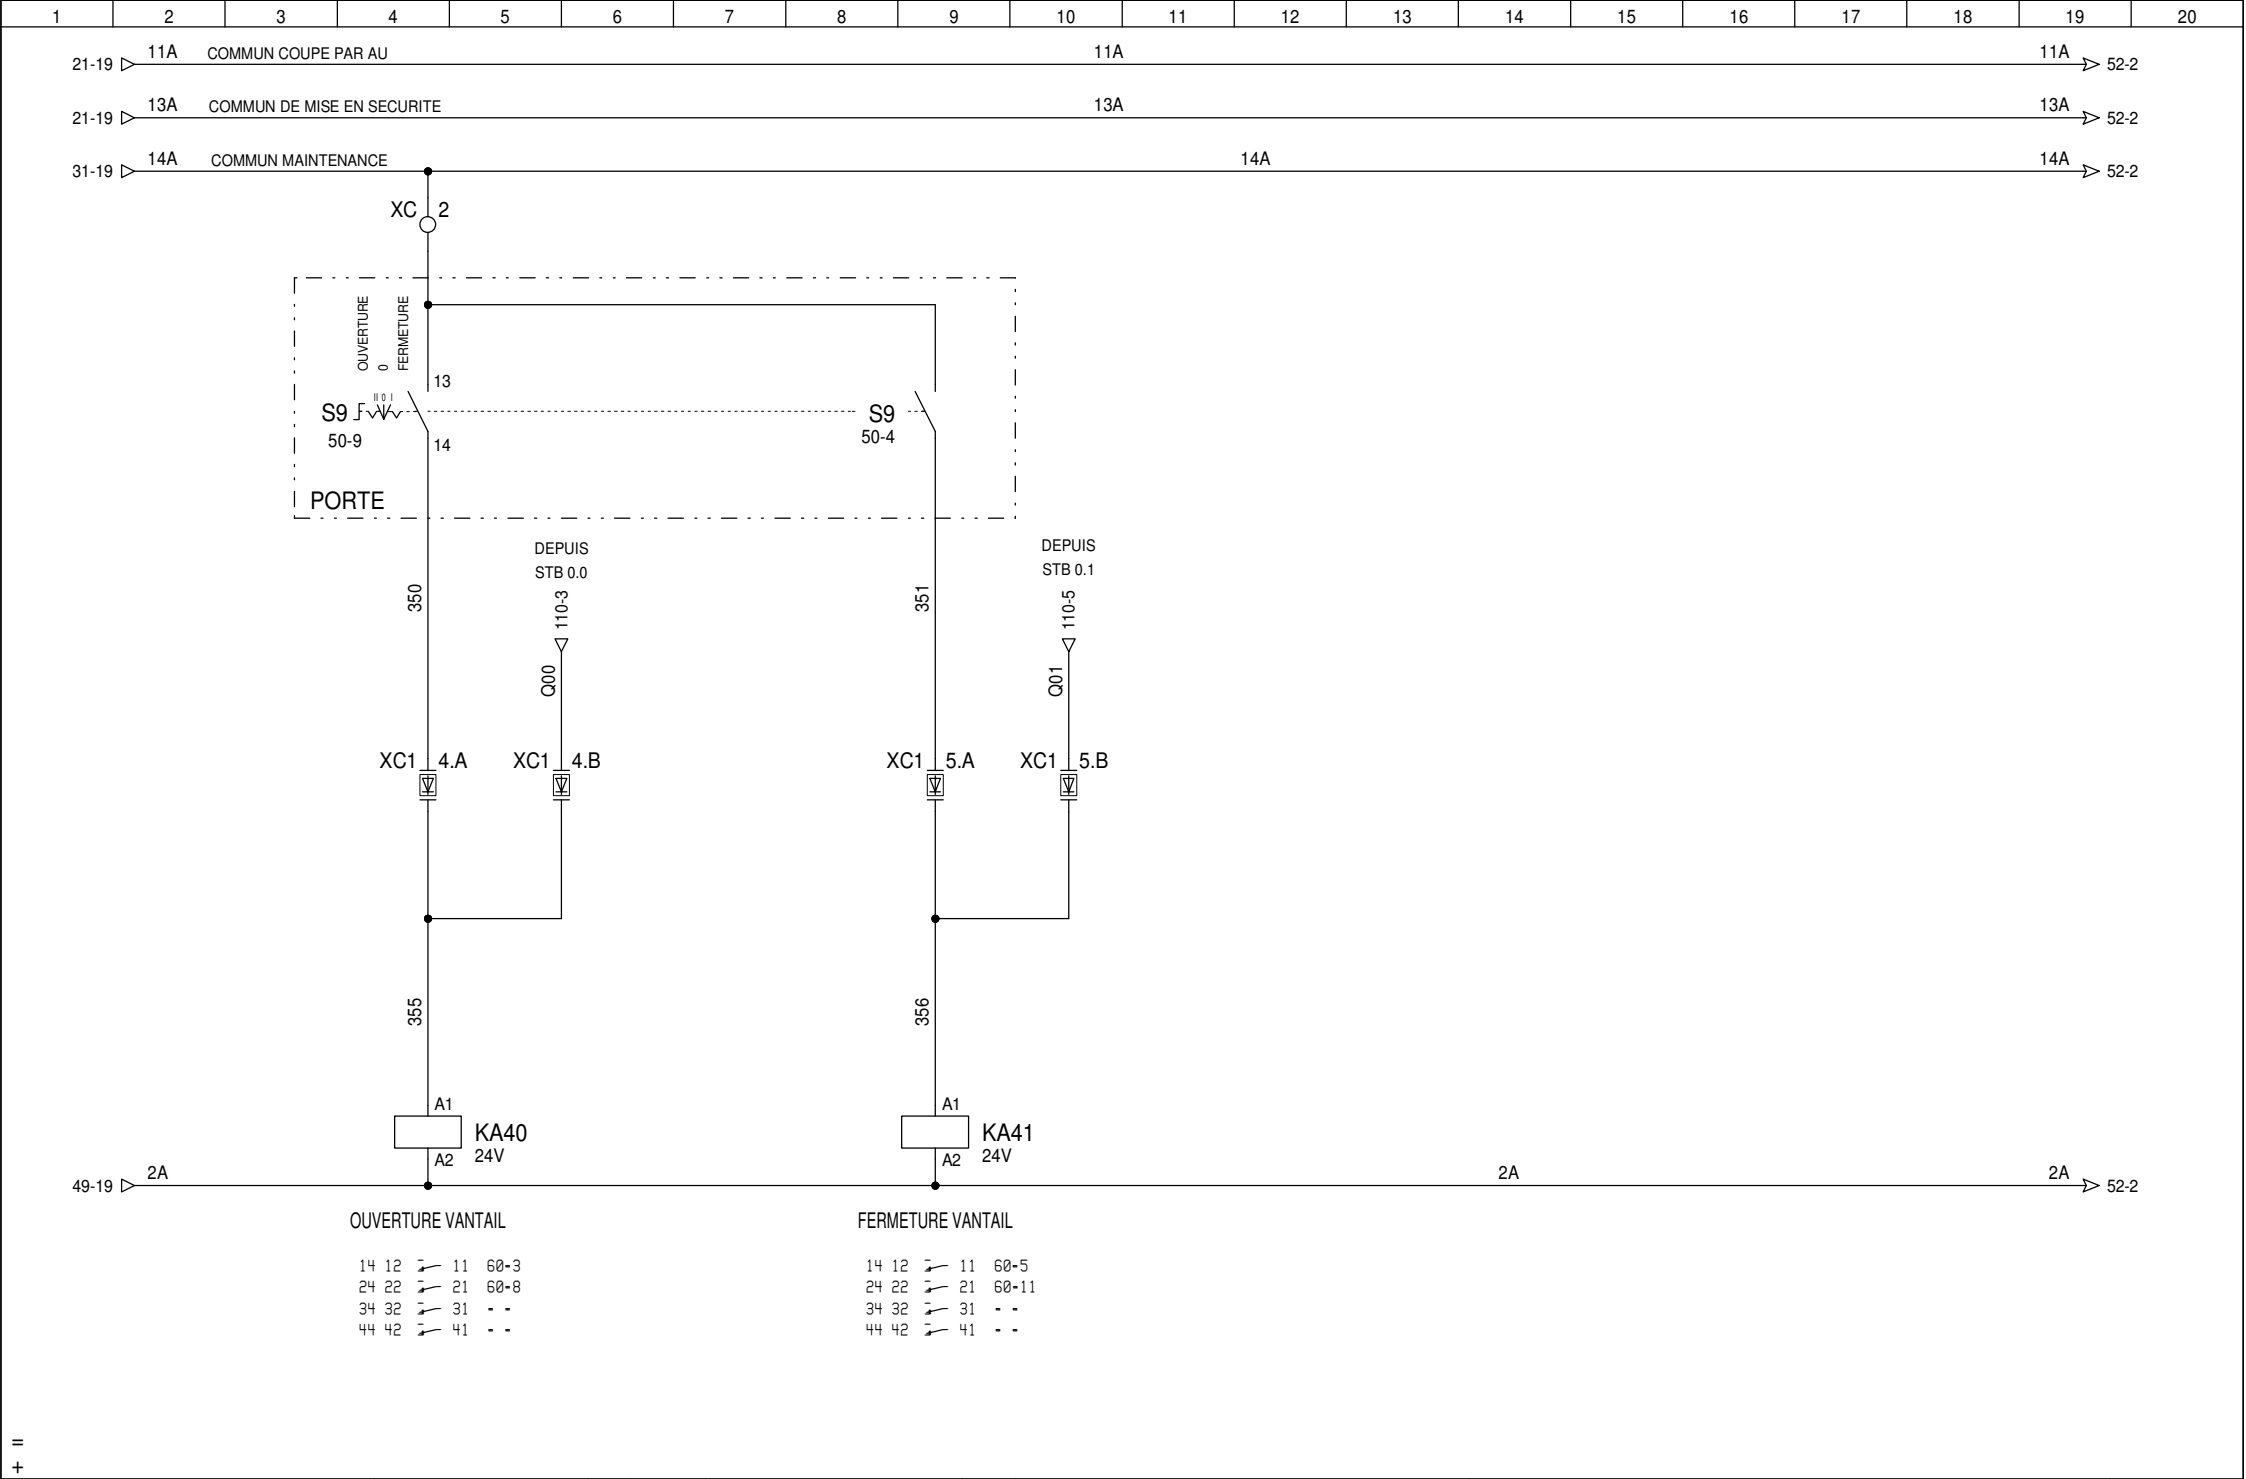 1 2 3 4 5 6 7 8 9 10 11 12 13 14 15 16 17 18 19 20
11A COMMUN COUPE PAR AU 11A 11A
21-19 52-2
13A COMMUN DE MISE EN SECURITE 13A 13A
21-19 52-2
14A COMMUN MAINTENANCE 14A 14A
31-19 52-2
XC 2
OUVERTURE
0
FERMETURE
13
II 0 I
S9 S9
50-9 14 50-4
PORTE
DEPUIS DEPUIS
STB 0.0 STB 0.1
350 110-3 351 110-5
Q00 Q01
XC1 4.A XC1 4.B XC1 5.A XC1 5.B
355 356
A1 A1
KA40 KA41
A2 24V A2 24V
2A 2A 2A
49-19 52-2
OUVERTURE VANTAIL FERMETURE VANTAIL
14 12 11 60-3 14 12 11 60-5
24 22 21 60-8 24 22 21 60-11
34 32 31 - - 34 32 31 - -
44 42 41 - - 44 42 41 - -
=
+